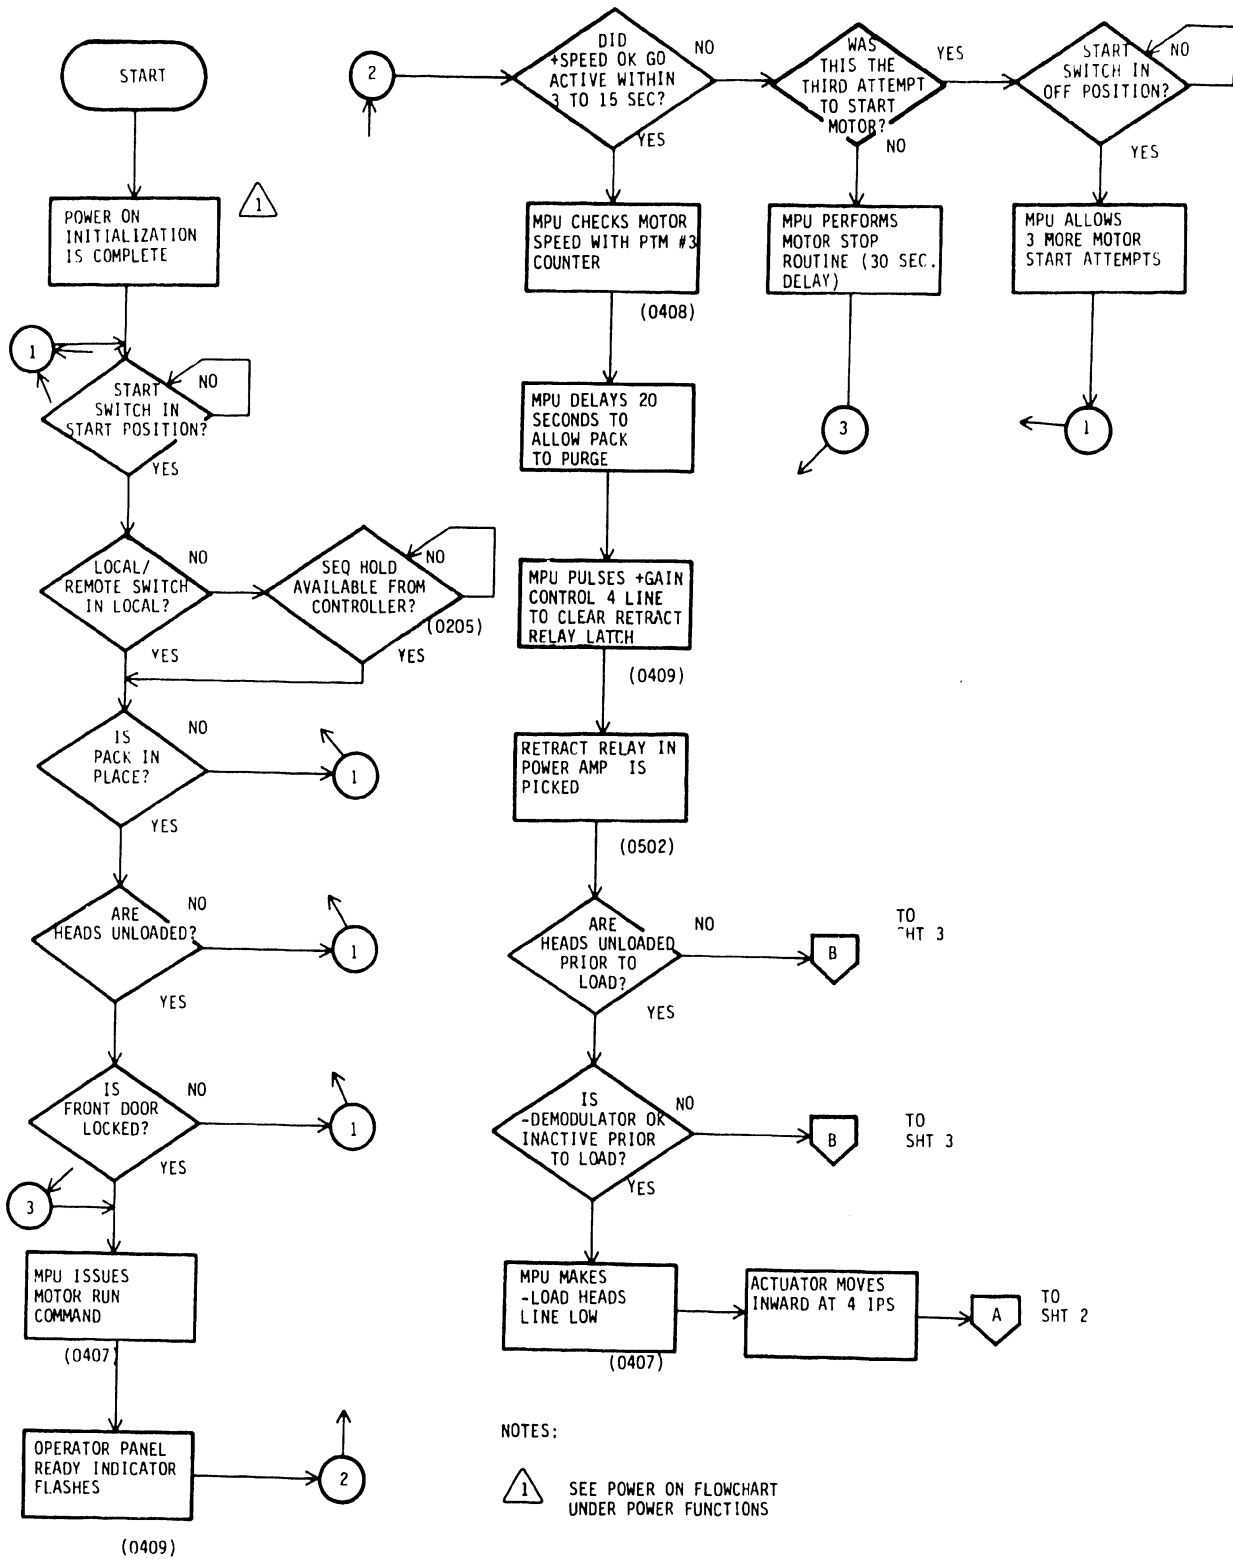 START
POWER ON
INITIALIZATION
IS COMPLETE
1
1
START
SWITCH IN
START POSITION?
NO
YES
LOCAL/
REMOTE SWITCH
IN LOCAL?
NO
YES
SEQ HOLD
AVAILABLE FROM
CONTROLLER?
NO
(0205)
YES
IS
PACK IN
PLACE?
NO
1
YES
ARE
HEADS UNLOADED?
NO
1
YES
IS
FRONT DOOR
LOCKED?
NO
1
YES
3
MPU ISSUES
MOTOR RUN
COMMAND
(0407)
OPERATOR PANEL
READY INDICATOR
FLASHES
2
(0409)
2
DID
+SPEED OK GO
ACTIVE WITHIN
3 TO 15 SEC?
NO
YES
WAS
THIS THE
THIRD ATTEMPT
TO START
MOTOR?
YES
NO
START
SWITCH IN
OFF POSITION?
NO
YES
MPU CHECKS MOTOR
SPEED WITH PTM #3
COUNTER
(0408)
MPU PERFORMS
MOTOR STOP
ROUTINE (30 SEC.
DELAY)
3
MPU ALLOWS
3 MORE MOTOR
START ATTEMPTS
1
MPU DELAYS 20
SECONDS TO
ALLOW PACK
TO PURGE
MPU PULSES +GAIN
CONTROL 4 LINE
TO CLEAR RETRACT
RELAY LATCH
(0409)
RETRACT RELAY IN
POWER AMP IS
PICKED
(0502)
ARE
HEADS UNLOADED
PRIOR TO
LOAD?
NO
B
TO
SHT 3
YES
IS
-DEMODULATOR OK
INACTIVE PRIOR
TO LOAD?
NO
B
TO
SHT 3
YES
MPU MAKES
-LOAD HEADS
LINE LOW
(0407)
ACTUATOR MOVES
INWARD AT 4 IPS
A
TO
SHT 2
NOTES:
1
SEE POWER ON FLOWCHART
UNDER POWER FUNCTIONS